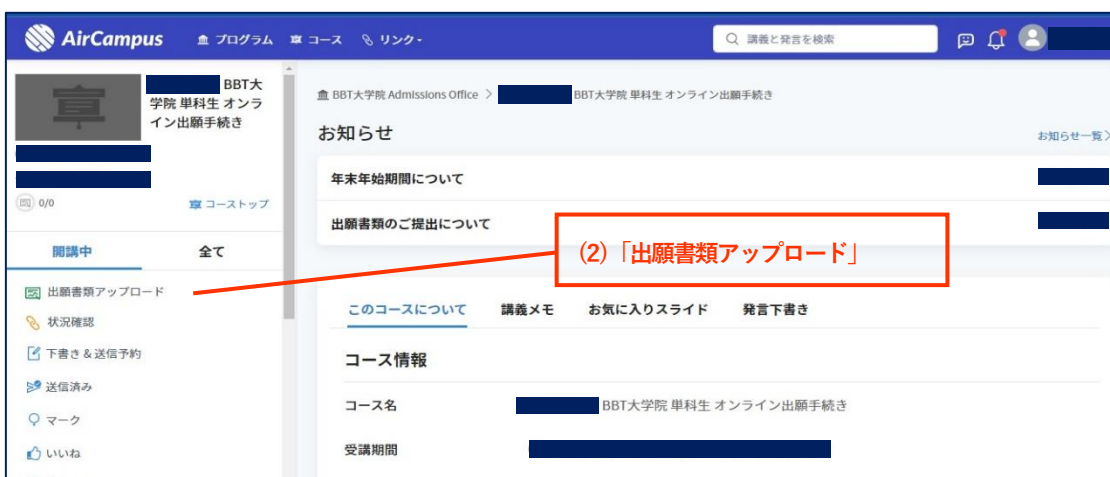 AirCampus
プログラム
コース
リンク
講義と発言を検索
BBT大
学院 単科生 オンラ
イン出願手続き
0/0
コーストップ
開講中
全て
出願書類アップロード
状況確認
下書き & 送信予約
送信済み
マーク
いいね
BBT大学院 Admissions Office > BBT大学院 単科生 オンライン出願手続き
お知らせ
お知らせ一覧>
年末年始期間について
出願書類のご提出について
(2)「出願書類アップロード」
このコースについて
講義メモ
お気に入りスライド
発言下書き
コース情報
コース名
BBT大学院 単科生 オンライン出願手続き
受講期間